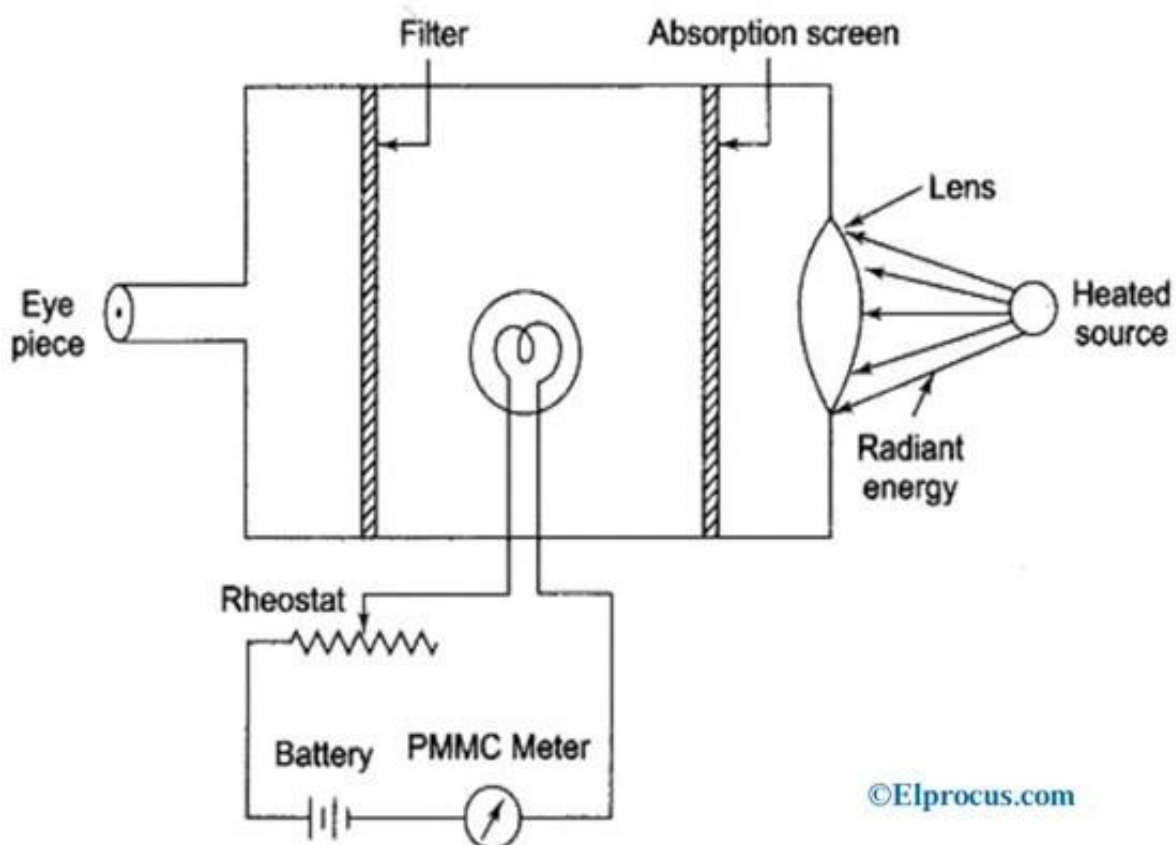 Filter
Absorption screen
Lens
Eye
piece
Heated
source
Radiant
energy
Rheostat
Battery
PMMC Meter
©Elprocus.com